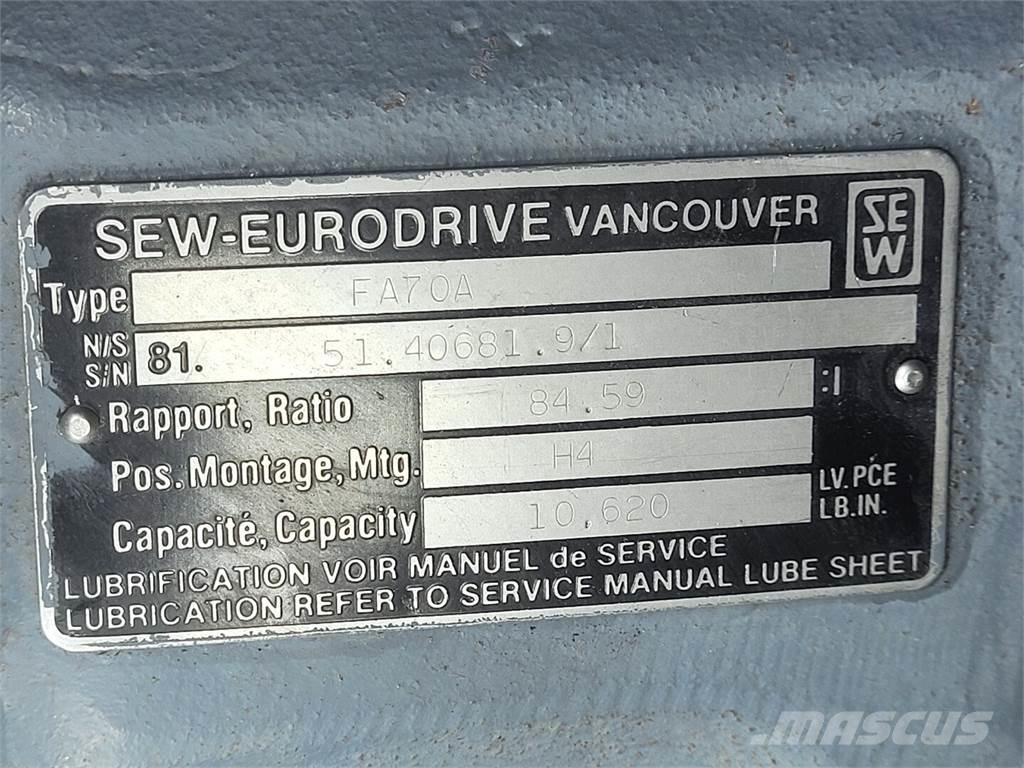 SEW-EURODRIVE VANCOUVER
SEW
Type FA70A
N/S S/N 81. 51.40681.9/1
Rapport, Ratio 84.59 :1
Pos. Montage, Mtg. H4
Capacité, Capacity 10,620 LV. PCE LB.IN.
LUBRIFICATION VOIR MANUEL de SERVICE
LUBRICATION REFER TO SERVICE MANUAL LUBE SHEET
MASCUS